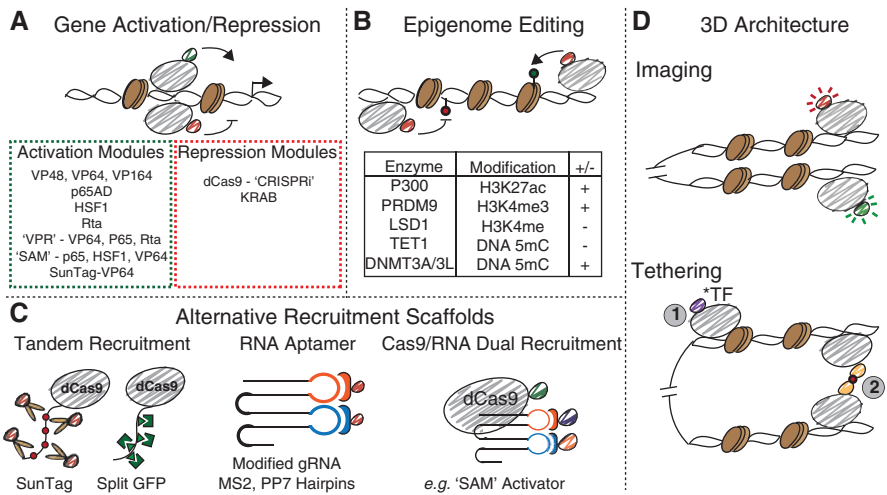 A Gene Activation/Repression
Activation Modules
VP48, VP64, VP164
p65AD
HSF1
Rta
'VPR' - VP64, P65, Rta
'SAM' - p65, HSF1, VP64
SunTag-VP64
Repression Modules
dCas9 - 'CRISPRi'
KRAB
B Epigenome Editing
Enzyme Modification +/-
P300 H3K27ac +
PRDM9 H3K4me3 +
LSD1 H3K4me -
TET1 DNA 5mC -
DNMT3A/3L DNA 5mC +
C Alternative Recruitment Scaffolds
Tandem Recruitment
dCas9
dCas9
SunTag
Split GFP
RNA Aptamer
Modified gRNA
MS2, PP7 Hairpins
Cas9/RNA Dual Recruitment
dCas9
e.g. 'SAM' Activator
D 3D Architecture
Imaging
Tethering
*TF
1
2